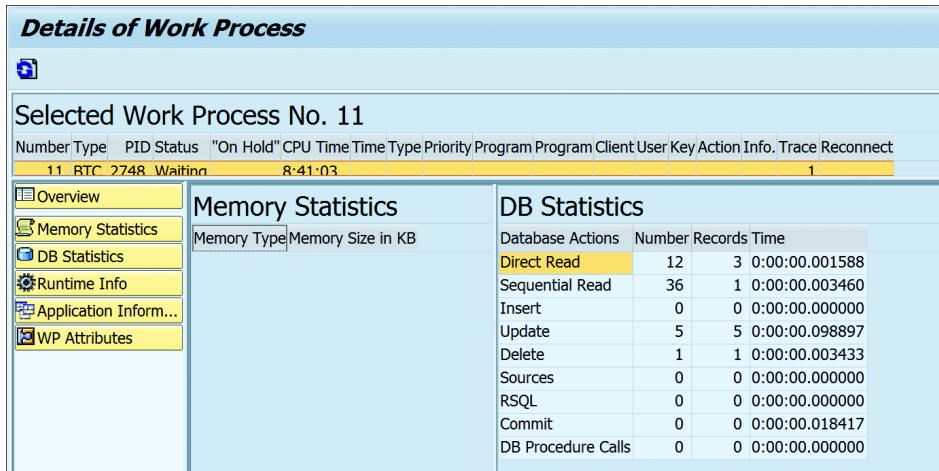 Details of Work Process
Selected Work Process No. 11
Number Type PID Status "On Hold" CPU Time Time Type Priority Program Program Client User Key Action Info. Trace Reconnect
11 BTC 2748 Waiting 8:41:03 1
Overview
Memory Statistics
DB Statistics
Runtime Info
Application Inform...
WP Attributes
Memory Statistics
Memory Type Memory Size in KB
DB Statistics
Database Actions Number Records Time
Direct Read 12 3 0:00:00.001588
Sequential Read 36 1 0:00:00.003460
Insert 0 0 0:00:00.000000
Update 5 5 0:00:00.098897
Delete 1 1 0:00:00.003433
Sources 0 0 0:00:00.000000
RSQL 0 0 0:00:00.000000
Commit 0 0 0:00:00.018417
DB Procedure Calls 0 0 0:00:00.000000